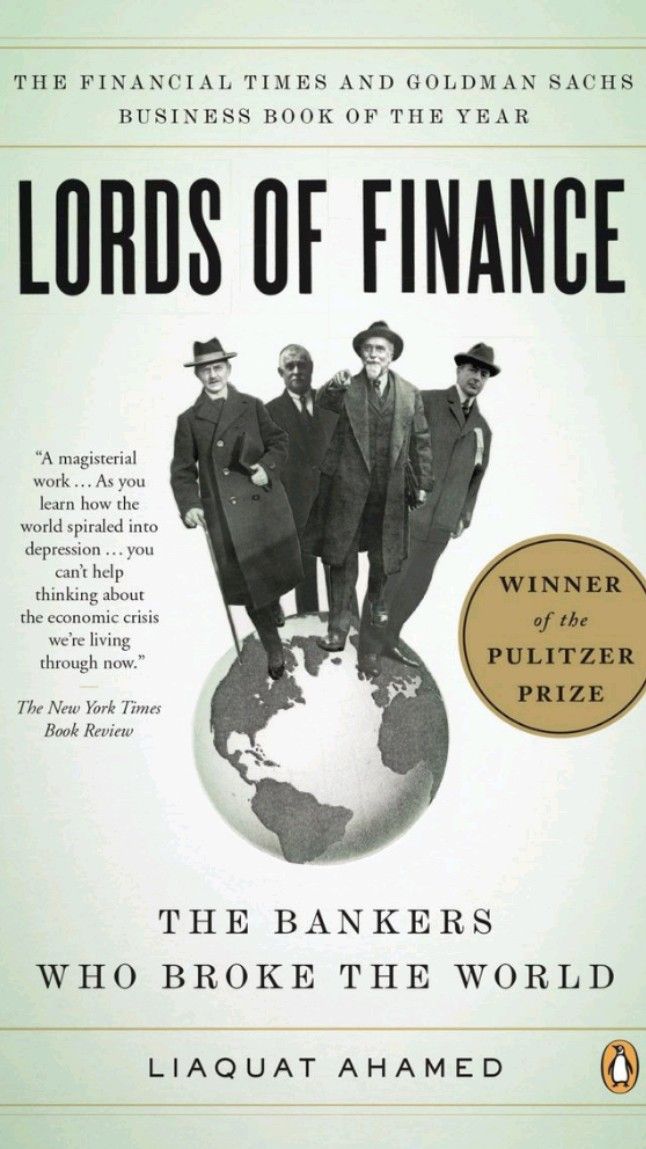 THE FINANCIAL TIMES AND GOLDMAN SACHS
BUSINESS BOOK OF THE YEAR
LORDS OF FINANCE
“A magisterial
work ... As you
learn how the
world spiraled into
depression ... you
can’t help
thinking about
the economic crisis
we’re living
through now.”
The New York Times
Book Review
WINNER
of the
PULITZER
PRIZE
THE BANKERS
WHO BROKE THE WORLD
LIAQUAT AHAMED